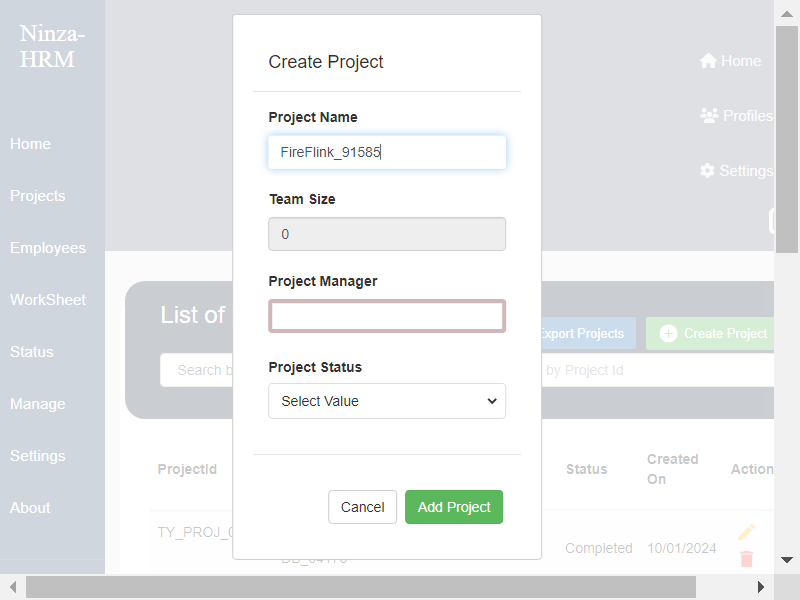 Ninza-
HRM
Home
Projects
Employees
WorkSheet
Status
Manage
Settings
About
Home
Profiles
Settings
Create Project
Project Name
FireFlink_91585
Team Size
0
Project Manager
Project Status
Select Value
Cancel
Add Project
List of
Export Projects
Create Project
Search
by Project Id
ProjectId
Status
Created
On
Action
TY_PROJ_
Completed
10/01/2024